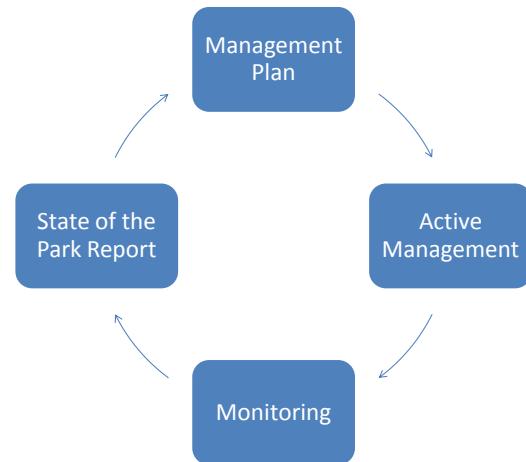 Management
Plan
State of the
Park Report
Active
Management
Monitoring